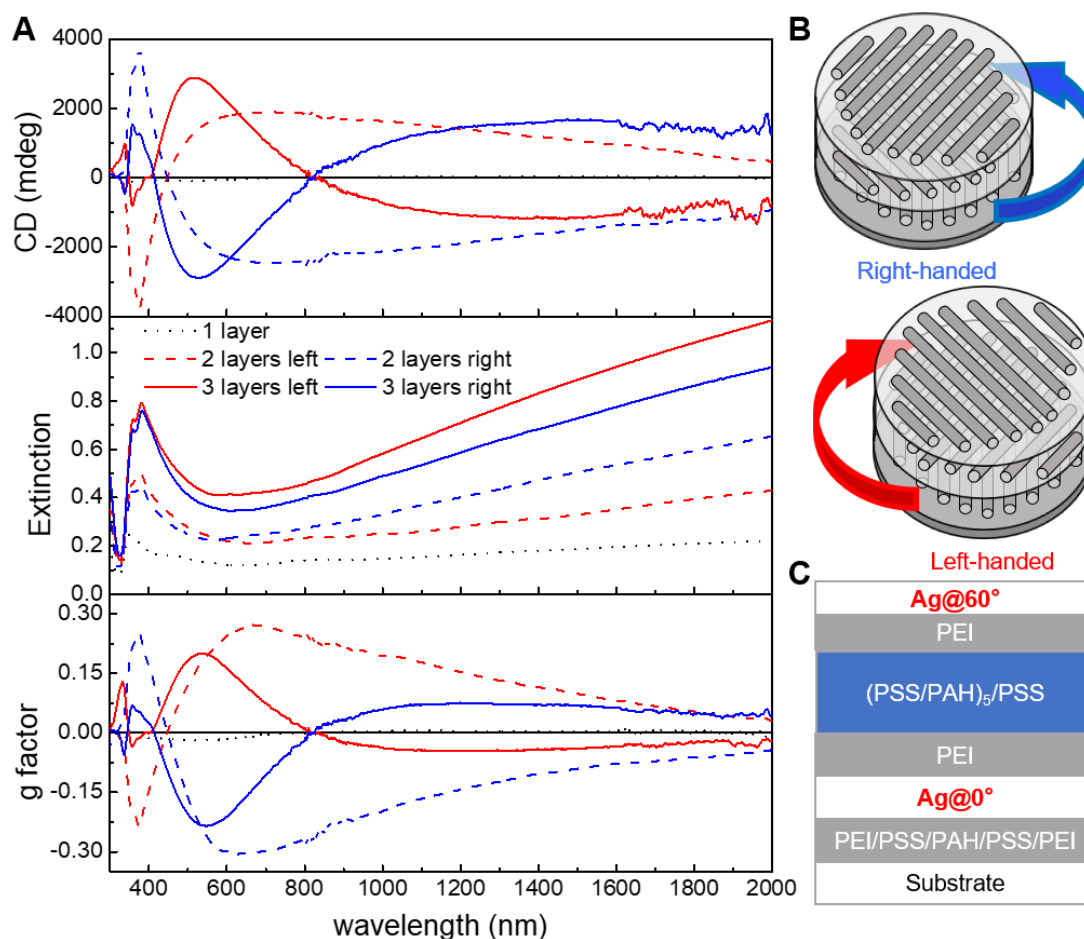 A
4000
2000
0
-2000
-4000
CD (mdeg)
1 layer
2 layers left
2 layers right
3 layers left
3 layers right
1.0
0.8
0.6
0.4
0.2
0.0
Extinction
0.30
0.15
0.00
-0.15
-0.30
g factor
400 600 800 1000 1200 1400 1600 1800 2000
wavelength (nm)
B
Right-handed
Left-handed
C
Ag@60°
PEI
(PSS/PAH)₅/PSS
PEI
Ag@0°
PEI/PSS/PAH/PSS/PEI
Substrate